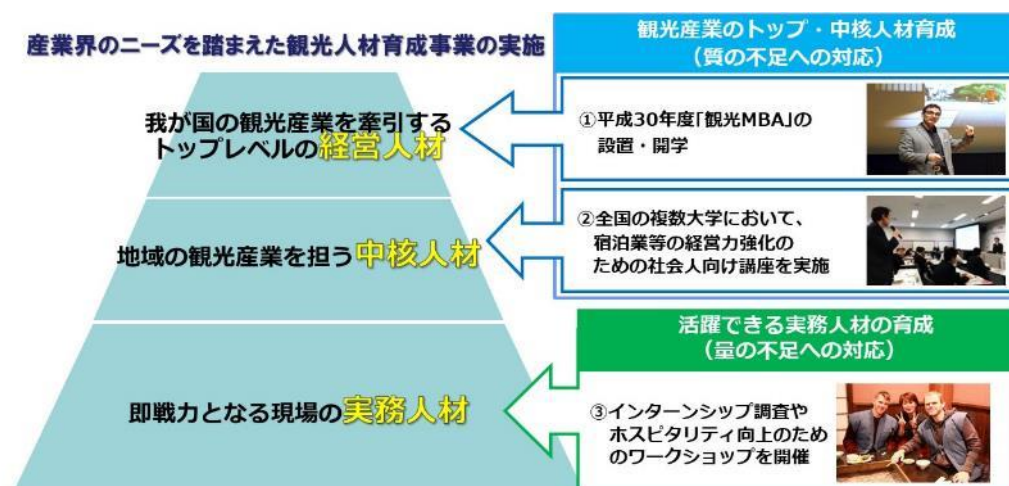 産業界のニーズを踏まえた観光人材育成事業の実施
我が国の観光産業を牽引する
トップレベルの経営人材
地域の観光産業を担う中核人材
即戦力となる現場の実務人材
観光産業のトップ・中核人材育成
（質の不足への対応）
①平成30年度「観光MBA」の
設置・開学
②全国の複数大学において、
宿泊業等の経営力強化の
ための社会人向け講座を実施
活躍できる実務人材の育成
（量の不足への対応）
③インターンシップ調査や
ホスピタリティ向上のため
のワークショップを開催